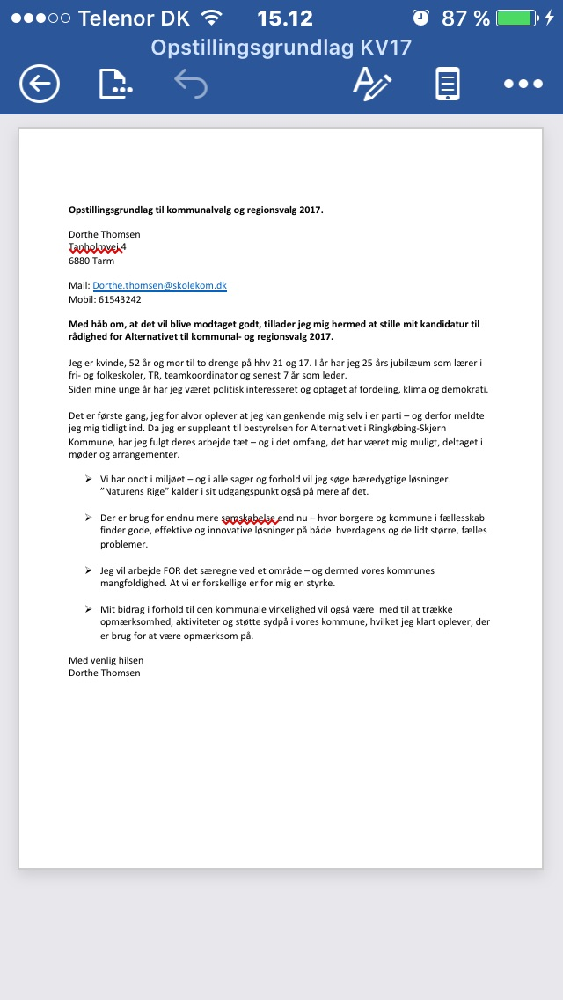 Telenor DK 15.12 87 %
Opstillingsgrundlag KV17
Opstillingsgrundlag til kommunalvalg og regionsvalg 2017.
Dorthe Thomsen
Tanholmvej 4
6880 Tarm
Mail: Dorthe.thomsen@skolekom.dk
Mobil: 61543242
Med håb om, at det vil blive modtaget godt, tillader jeg mig hermed at stille mit kandidatur til
rådighed for Alternativet til kommunal- og regionsvalg 2017.
Jeg er kvinde, 52 år og mor til to drenge på hhv 21 og 17. I år har jeg 25 års jubilæum som lærer i
fri- og folkeskoler, TR, teamkoordinator og senest 7 år som leder.
Siden mine unge år har jeg været politisk interesseret og optaget af fordeling, klima og demokrati.
Det er første gang, jeg for alvor oplever at jeg kan genkende mig selv i er parti – og derfor meldte
jeg mig tidligt ind. Da jeg er suppleant til bestyrelsen for Alternativet i Ringkøbing-Skjern
Kommune, har jeg fulgt deres arbejde tæt – og i det omfang, det har været mig muligt, deltaget i
møder og arrangementer.
➢ Vi har ondt i miljøet – og i alle sager og forhold vil jeg søge bæredygtige løsninger.
”Naturens Rige” kalder i sit udgangspunkt også på mere af det.
➢ Der er brug for endnu mere samskabelse end nu – hvor borgere og kommune i fællesskab
finder gode, effektive og innovative løsninger på både hverdagens og de lidt større, fælles
problemer.
➢ Jeg vil arbejde FOR det særegne ved et område – og dermed vores kommunes
mangfoldighed. At vi er forskellige er for mig en styrke.
➢ Mit bidrag i forhold til den kommunale virkelighed vil også være med til at trække
opmærksomhed, aktiviteter og støtte sydpå i vores kommune, hvilket jeg klart oplever, der
er brug for at være opmærksom på.
Med venlig hilsen
Dorthe Thomsen